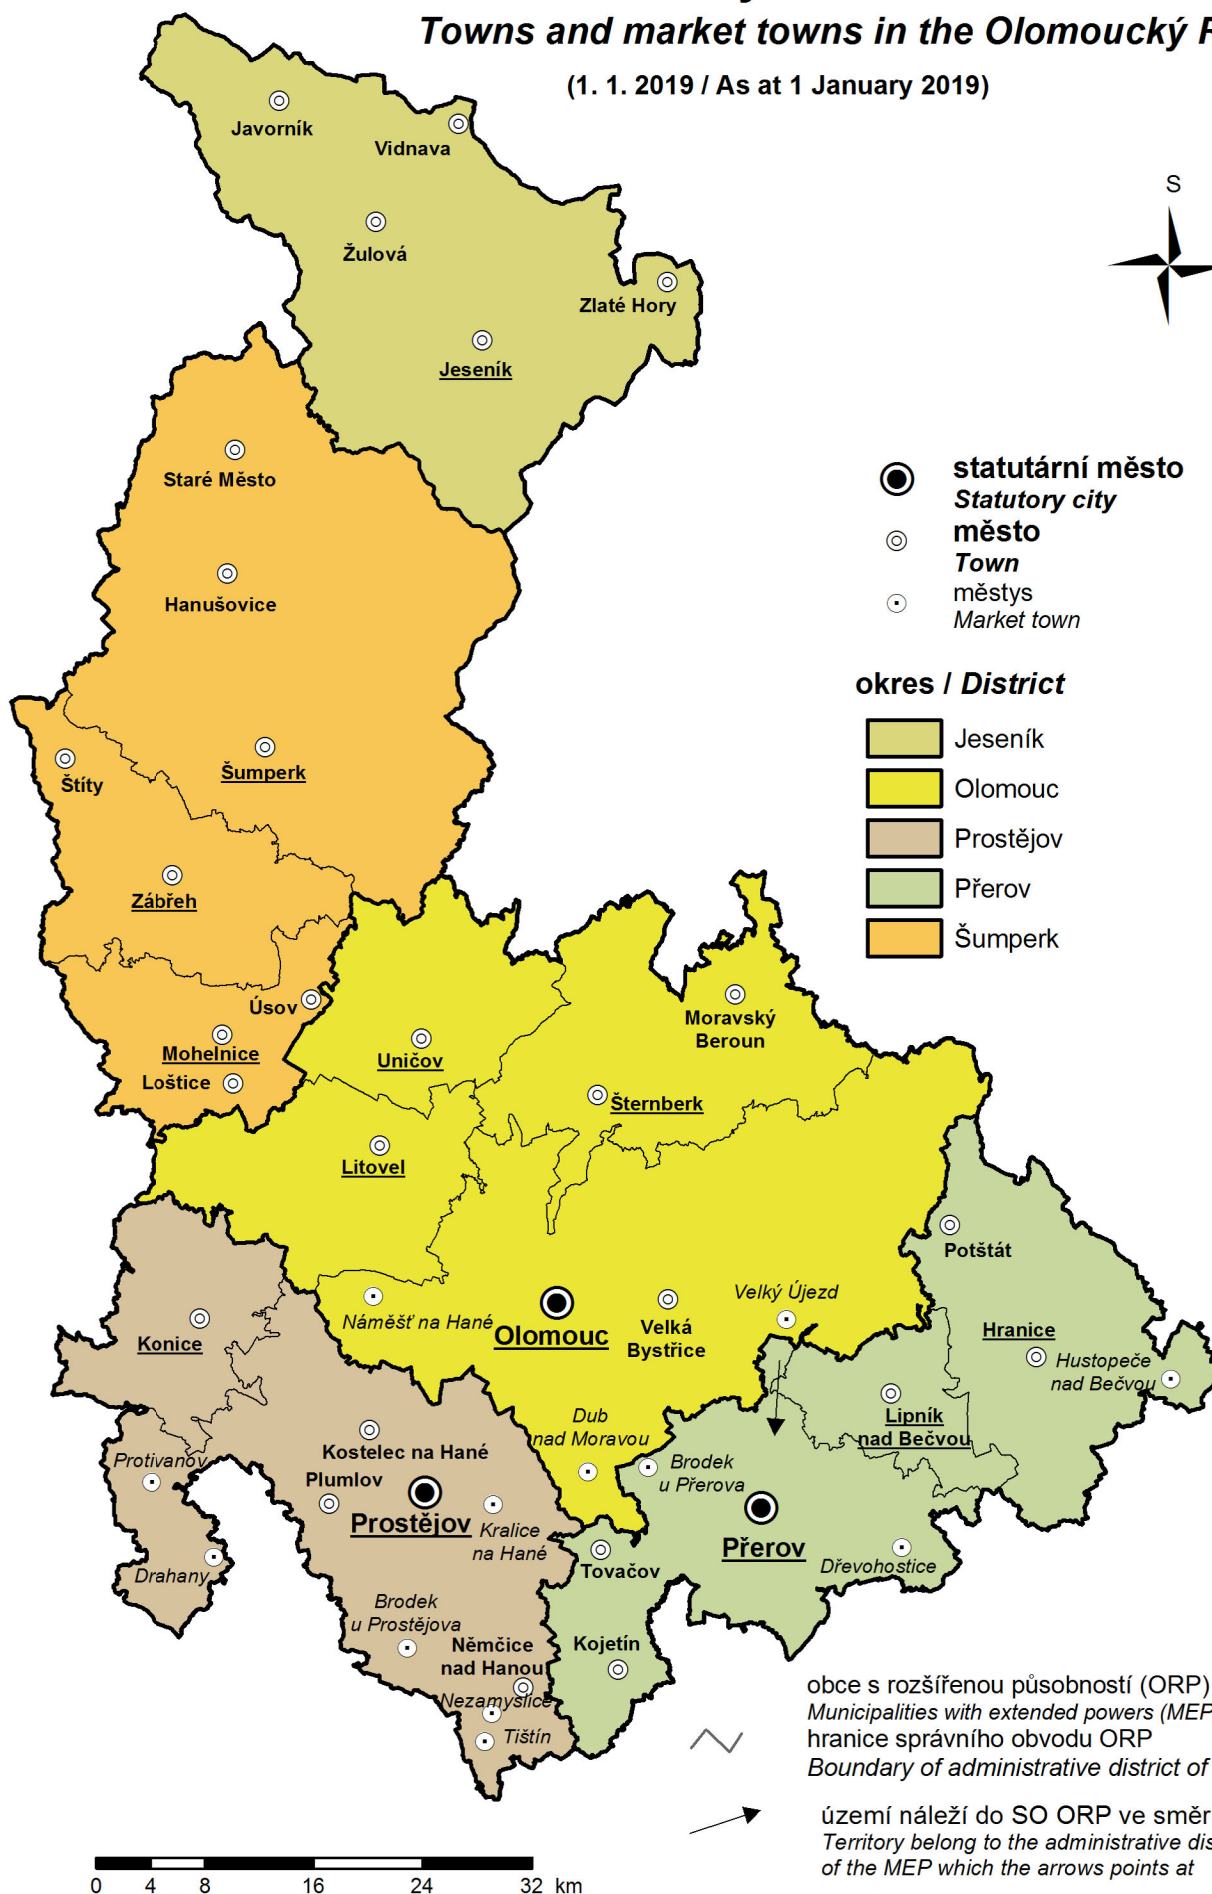 Towns and market towns in the Olomoucký
(1. 1. 2019 / As at 1 January 2019)
Javorník
Vidnava
S
Žulová
Zlaté Hory
Jeseník
Staré Město
statutární město
Statutory city
město
Town
městys
Market town
Hanušovice
okres / District
Jeseník
Olomouc
Prostějov
Přerov
Šumperk
Štíty
Šumperk
Zábřeh
Úsov
Mohelnice
Loštice
Uničov
Moravský
Beroun
Šternberk
Litovel
Potštát
Náměšť na Hané
Olomouc
Velká
Bystřice
Velký Újezd
Konice
Hranice
Hustopeče
nad Bečvou
Lipník
nad Bečvou
Dub
nad Moravou
Kostelec na Hané
Protivanov
Plumlov
Brodek
u Přerova
Prostějov
Kralice
na Hané
Přerov
Tovačov
Dřevohostice
Drahany
Brodek
u Prostějova
Němčice
nad Hanou
Kojetín
Nezamyslice
Tištín
obce s rozšířenou působností (ORP)
Municipalities with extended powers (MEP
hranice správního obvodu ORP
Boundary of administrative district of
území náleží do SO ORP ve směr
Territory belong to the administrative dis
of the MEP which the arrows points at
0 4 8 16 24 32 km